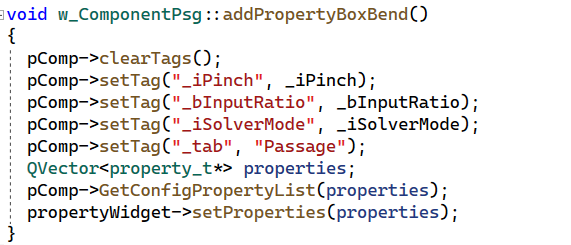 void w_ComponentPsg::addPropertyBoxBend()
{
pComp->clearTags();
pComp->setTag("_iPinch", _iPinch);
pComp->setTag("_bInputRatio", _bInputRatio);
pComp->setTag("_iSolverMode", _iSolverMode);
pComp->setTag("_tab", "Passage");
QVector<property_t*> properties;
pComp->GetConfigPropertyList(properties);
propertyWidget->setProperties(properties);
}